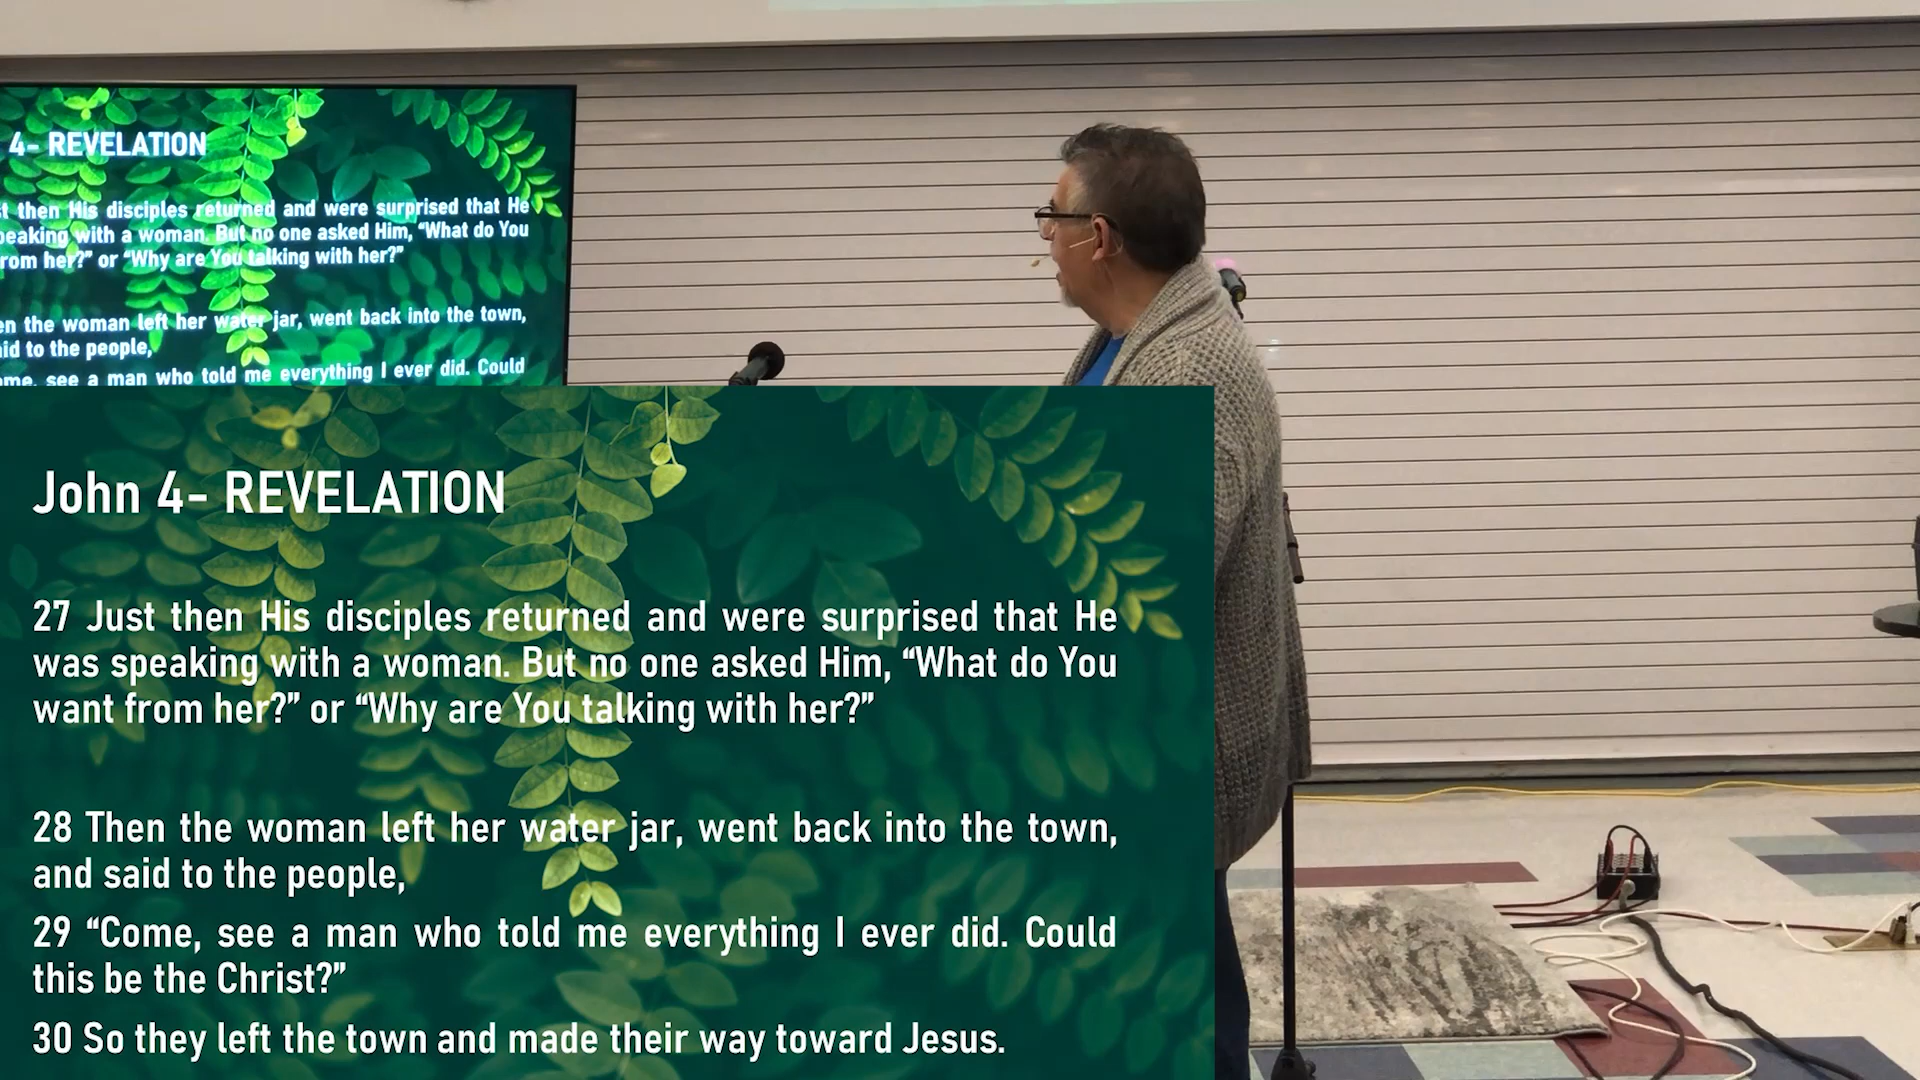 4- REVELATION
then His disciples returned and were surprised that He
with a woman. But no one asked Him, “What do You
her?” or “Why are You talking with her?”
the woman left her water jar, went back into the town,
to the people,
see a man who told me everything I ever did. Could
John 4- REVELATION
27 Just then His disciples returned and were surprised that He
was speaking with a woman. But no one asked Him, “What do You
want from her?” or “Why are You talking with her?”
28 Then the woman left her water jar, went back into the town,
and said to the people,
29 “Come, see a man who told me everything I ever did. Could
this be the Christ?”
30 So they left the town and made their way toward Jesus.